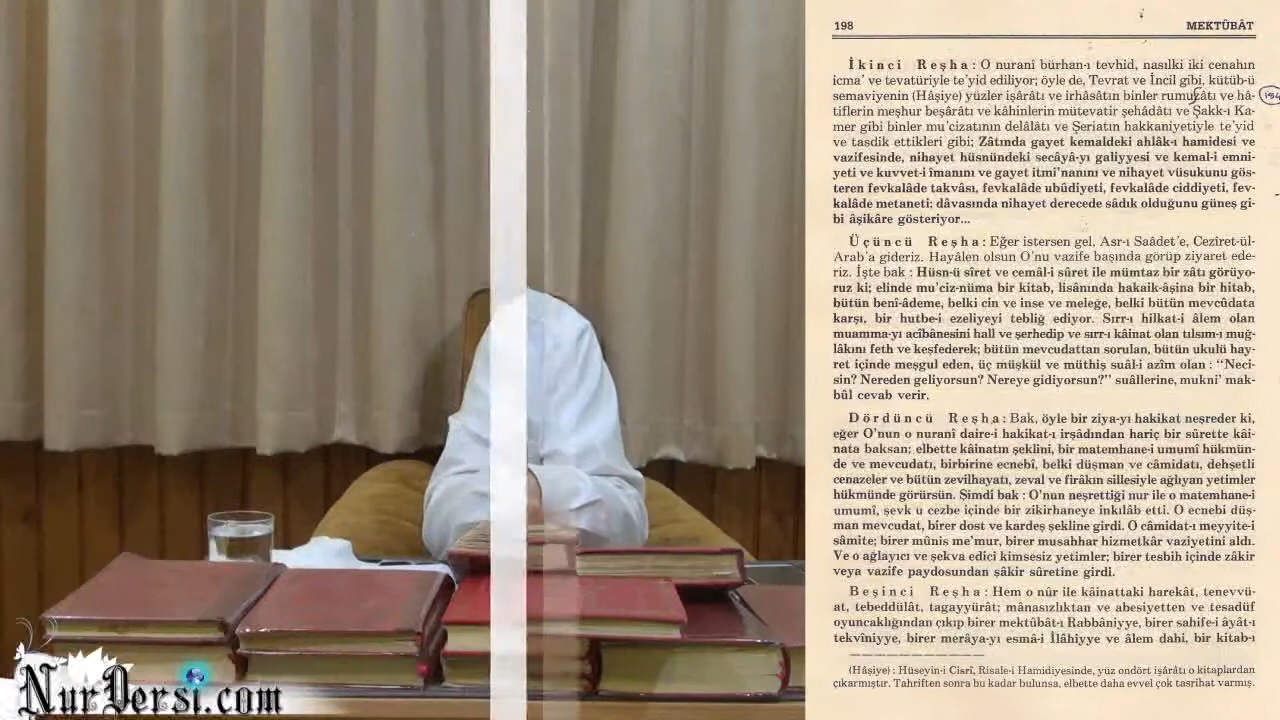 198 MEKTÛBÂT
İkinci Reşha: O nuranî bürhan-ı tevhid, nasılki iki cenahın
icma' ve tevatüriyle te'yid ediliyor; öyle de, Tevrat ve İncil gibi, kütüb-ü
semaviyenin (Hâşiye) yüzler işârâtı ve irhâsâtın binler rumuzâtı ve hâ-
tiflerin meşhur beşârâtı ve kâhinlerin mütevatir şehâdâtı ve Şakk-ı Ka-
mer gibi binler mu'cizatının delâlâtı ve Şeriatın hakkaniyetiyle te'yid
ve tasdik ettikleri gibi; Zâtında gayet kemaldeki ahlâk-ı hamidesi ve
vazifesinde, nihayet hüsnündeki secâyâ-yı galiyyesi ve kemal-i emni-
yeti ve kuvvet-i îmanını ve gayet itmî'nanını ve nihayet vüsukunu gös-
teren fevkalâde takvâsı, fevkalâde ubûdiyeti, fevkalâde ciddiyeti, fev-
kalâde metaneti; dâvasında nihayet derecede sâdık olduğunu güneş gi-
bi âşikâre gösteriyor...
Üçüncü Reşha: Eğer istersen gel, Asr-ı Saâdet'e, Cezîret-ül-
Arab'a gideriz. Hayâlen olsun O'nu vazife başında görüp ziyaret ede-
riz. İşte bak : Hüsn-ü sîret ve cemâl-i sûret ile mümtaz bir zâtı görüyo-
ruz ki; elinde mu'ciz-nüma bir kitab, lisânında hakaik-âşina bir hitab,
bütün benî-âdeme, belki cin ve inse ve meleğe, belki bütün mevcûdata
karşı, bir hutbe-i ezeliyeyi tebliğ ediyor. Sırr-ı hilkat-i âlem olan
muamma-yı acîbânesini hall ve şerhedip ve sırr-ı kâinat olan tılsım-ı muğ-
lâkını feth ve keşfederek; bütün mevcudattan sorulan, bütün ukulü hay-
ret içinde meşgul eden, üç müşkül ve müthiş suâl-i azîm olan : "Neci-
sin? Nereden geliyorsun? Nereye gidiyorsun?" suâllerine, mukni' mak-
bûl cevab verir.
Dördüncü Reşha: Bak, öyle bir ziya-yı hakikat neşreder ki,
eğer O'nun o nuranî daire-i hakikat-ı irşâdından hariç bir sûrette kâi-
nata baksan; elbette kâinatın şeklini, bir matemhane-i umumî hükmün-
de ve mevcudatı, birbirine ecnebî, belki düşman ve câmidatı, dehşetli
cenazeler ve bütün zevilhayatı, zeval ve firâkın sillesiyle ağlıyan yetimler
hükmünde görürsün. Şimdi bak : O'nun neşrettiği nur ile o matemhane-i
umumî, şevk u cezbe içinde bir zikirhaneye inkılâb etti. O ecnebi düş-
man mevcudat, birer dost ve kardeş şekline girdi. O câmidat-ı meyyite-i
sâmite; birer mûnis me'mur, birer musahhar hizmetkâr vaziyetini aldı.
Ve o ağlayıcı ve şekva edici kimsesiz yetimler; birer tesbih içinde zâkir
veya vazife paydosundan şâkir sûretine girdi.
Beşinci Reşha: Hem o nûr ile kâinattaki harekât, tenevvü-
at, tebeddülât, tagayyürât; mânasızlıktan ve abesiyetten ve tesadüf
oyuncaklığından çıkıp birer mektûbât-ı Rabbâniyye, birer sahife-i âyât-ı
tekvîniyye, birer merâya-yı esmâ-i İlâhiyye ve âlem dahi, bir kitab-ı
(Hâşiye) : Hüseyin-i Cisrî, Risale-i Hamidiyesinde, yüz ondört işârâtı o kitaplardan
çıkarmıştır. Tahriften sonra bu kadar bulunsa, elbette daha evvel çok tasrihat varmış.
NurDersi.com